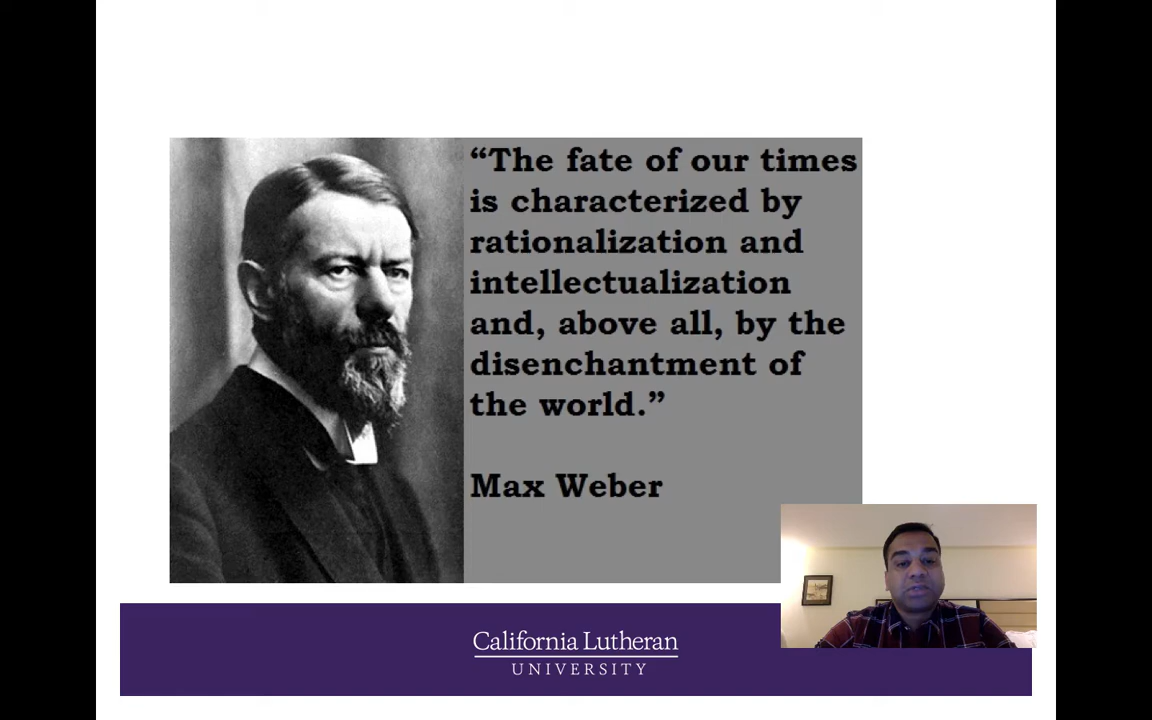 “The fate of our times
is characterized by
rationalization and
intellectualization
and, above all, by the
disenchantment of
the world.”
Max Weber
California Lutheran
UNIVERSITY